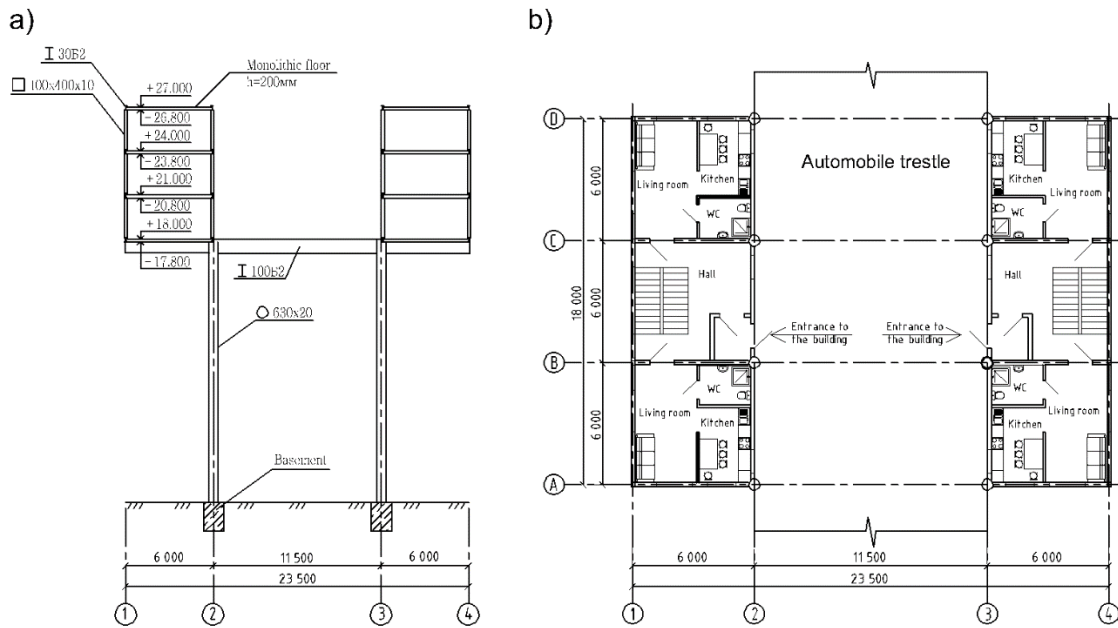 a)
I 30Б2
□ 100x400x10
Monolithic floor
h=200мм
+27.000
-26.800
+24.000
-23.800
+21.000
-20.800
+18.000
-17.800
I 100Б2
○ 630x20
Basement
6 000
11 500
6 000
23 500
1
2
3
4
b)
D
C
B
A
6 000
6 000
6 000
18 000
Automobile trestle
Kitchen
Living room
WC
Hall
Entrance to
the building
WC
Living room
Kitchen
Kitchen
Living room
WC
Hall
Entrance to
the building
WC
Living room
Kitchen
6 000
11 500
6 000
23 500
1
2
3
4